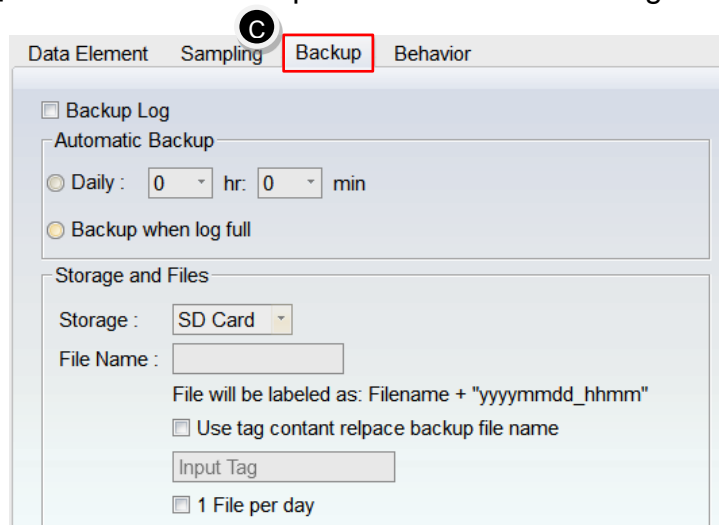 C
Data Element Sampling Backup Behavior
Backup Log
Automatic Backup
Daily : 0 hr: 0 min
Backup when log full
Storage and Files
Storage : SD Card
File Name :
File will be labeled as: Filename + "yyyymmdd_hhmm"
Use tag contant relpace backup file name
Input Tag
1 File per day